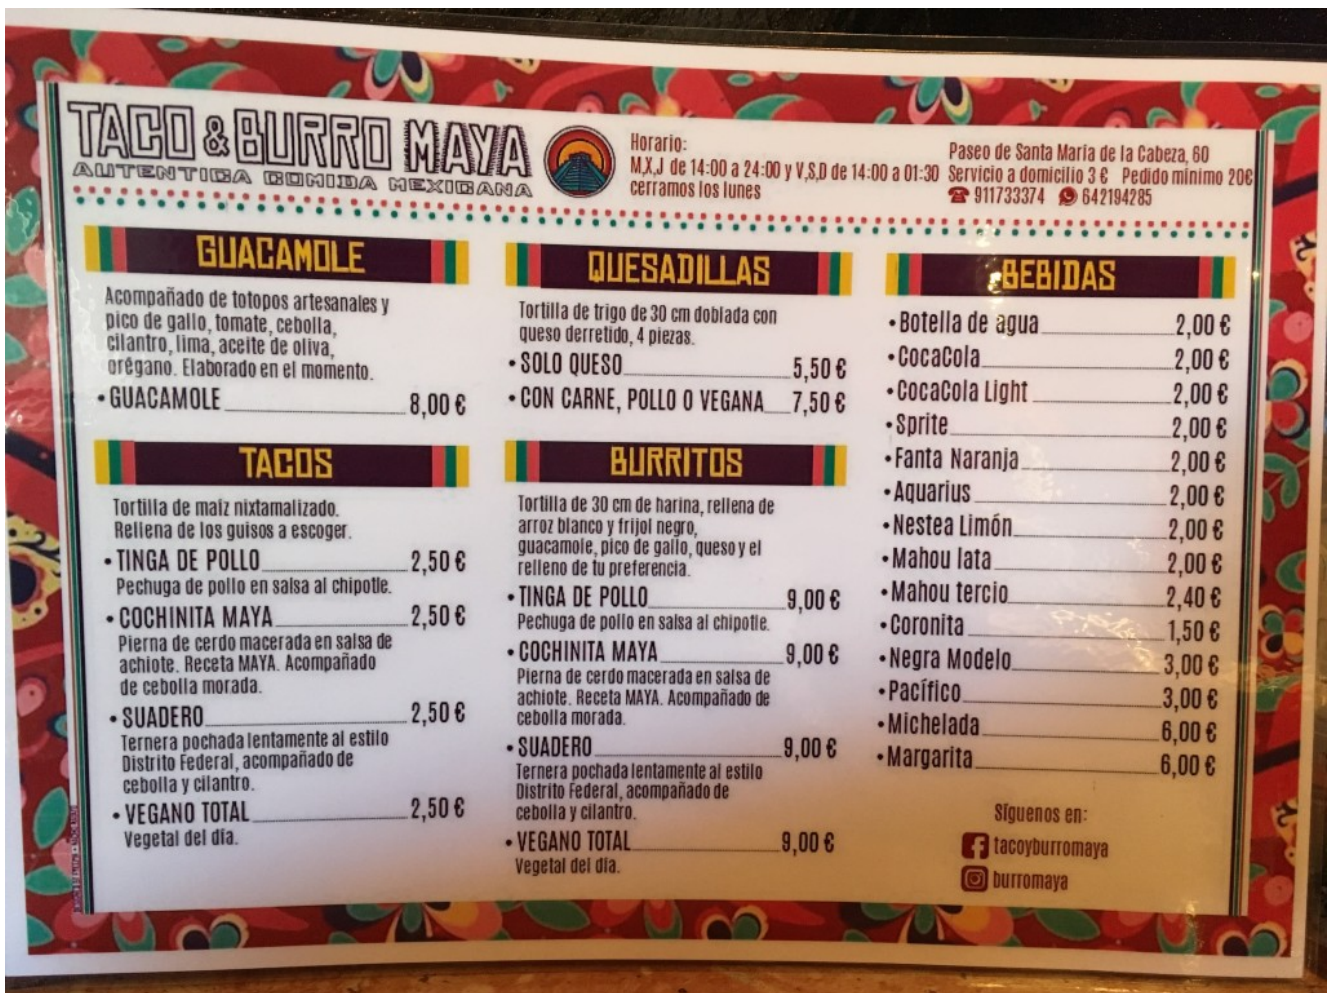 TACO & BURRO MAYA
AUTENTICA COMIDA MEXICANA
Horario:
M,X,J de 14:00 a 24:00 y V,S,D de 14:00 a 01:30
cerramos los lunes
Paseo de Santa María de la Cabeza, 60
Servicio a domicilio 3 € Pedido mínimo 20€
911733374 642194285
GUACAMOLE
Acompañado de totopos artesanales y
pico de gallo, tomate, cebolla,
cilantro, lima, aceite de oliva,
orégano. Elaborado en el momento.
• GUACAMOLE 8,00 €
TACOS
Tortilla de maíz nixtamalizado.
Rellena de los guisos a escoger.
• TINGA DE POLLO 2,50 €
Pechuga de pollo en salsa al chipotle.
• COCHINITA MAYA 2,50 €
Pierna de cerdo macerada en salsa de
achiote. Receta MAYA. Acompañado
de cebolla morada.
• SUADERO 2,50 €
Ternera pochada lentamente al estilo
Distrito Federal, acompañado de
cebolla y cilantro.
• VEGANO TOTAL 2,50 €
Vegetal del día.
QUESADILLAS
Tortilla de trigo de 30 cm doblada con
queso derretido, 4 piezas.
• SOLO QUESO 5,50 €
• CON CARNE, POLLO O VEGANA 7,50 €
BURRITOS
Tortilla de 30 cm de harina, rellena de
arroz blanco y frijol negro,
guacamole, pico de gallo, queso y el
relleno de tu preferencia.
• TINGA DE POLLO 9,00 €
Pechuga de pollo en salsa al chipotle.
• COCHINITA MAYA 9,00 €
Pierna de cerdo macerada en salsa de
achiote. Receta MAYA. Acompañado de
cebolla morada.
• SUADERO 9,00 €
Ternera pochada lentamente al estilo
Distrito Federal, acompañado de
cebolla y cilantro.
• VEGANO TOTAL 9,00 €
Vegetal del día.
BEBIDAS
• Botella de agua 2,00 €
• CocaCola 2,00 €
• CocaCola Light 2,00 €
• Sprite 2,00 €
• Fanta Naranja 2,00 €
• Aquarius 2,00 €
• Nestea Limón 2,00 €
• Mahou lata 2,00 €
• Mahou tercio 2,40 €
• Coronita 1,50 €
• Negra Modelo 3,00 €
• Pacífico 3,00 €
• Michelada 6,00 €
• Margarita 6,00 €
Síguenos en:
tacoyburromaya
burromaya